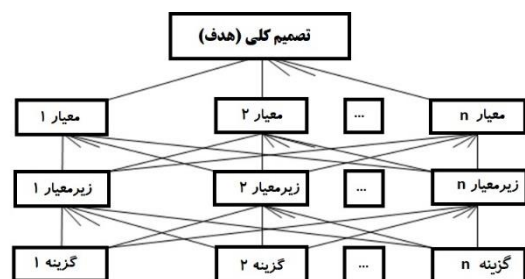 تصمیم کلی (هدف)
معیار ۱
معیار ۲
...
معیار n
زیرمعیار ۱
زیرمعیار ۲
...
زیرمعیار n
گزینه ۱
گزینه ۲
...
گزینه n